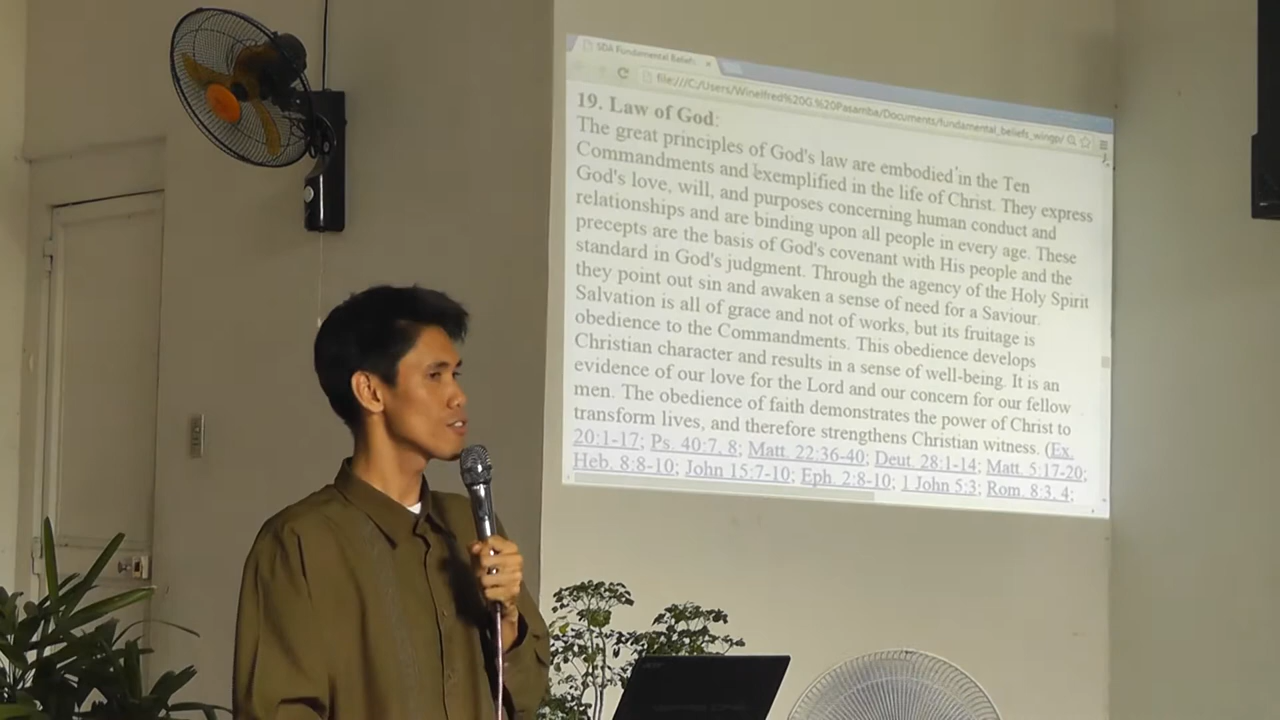 SDA Fundamental Beliefs
file:///C:/Users/Winelfred%20G.%20Pasamba/Documents/fundamental_beliefs_wingp/
19. Law of God:
The great principles of God's law are embodied in the Ten
Commandments and exemplified in the life of Christ. They express
God's love, will, and purposes concerning human conduct and
relationships and are binding upon all people in every age. These
precepts are the basis of God's covenant with His people and the
standard in God's judgment. Through the agency of the Holy Spirit
they point out sin and awaken a sense of need for a Saviour.
Salvation is all of grace and not of works, but its fruitage is
obedience to the Commandments. This obedience develops
Christian character and results in a sense of well-being. It is an
evidence of our love for the Lord and our concern for our fellow
men. The obedience of faith demonstrates the power of Christ to
transform lives, and therefore strengthens Christian witness. (Ex.
20:1-17; Ps. 40:7, 8; Matt. 22:36-40; Deut. 28:1-14; Matt. 5:17-20;
Heb. 8:8-10; John 15:7-10; Eph. 2:8-10; 1 John 5:3; Rom. 8:3, 4;
acer